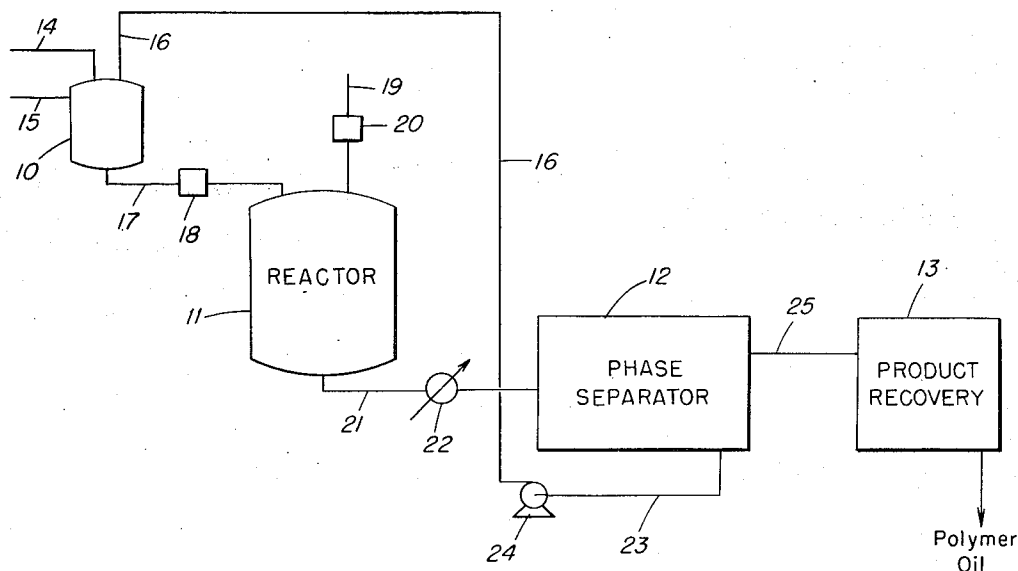 14
16
15
10
17
18
19
20
REACTOR
11
21
22
16
12
PHASE
SEPARATOR
25
13
PRODUCT
RECOVERY
24
23
Polymer
Oil